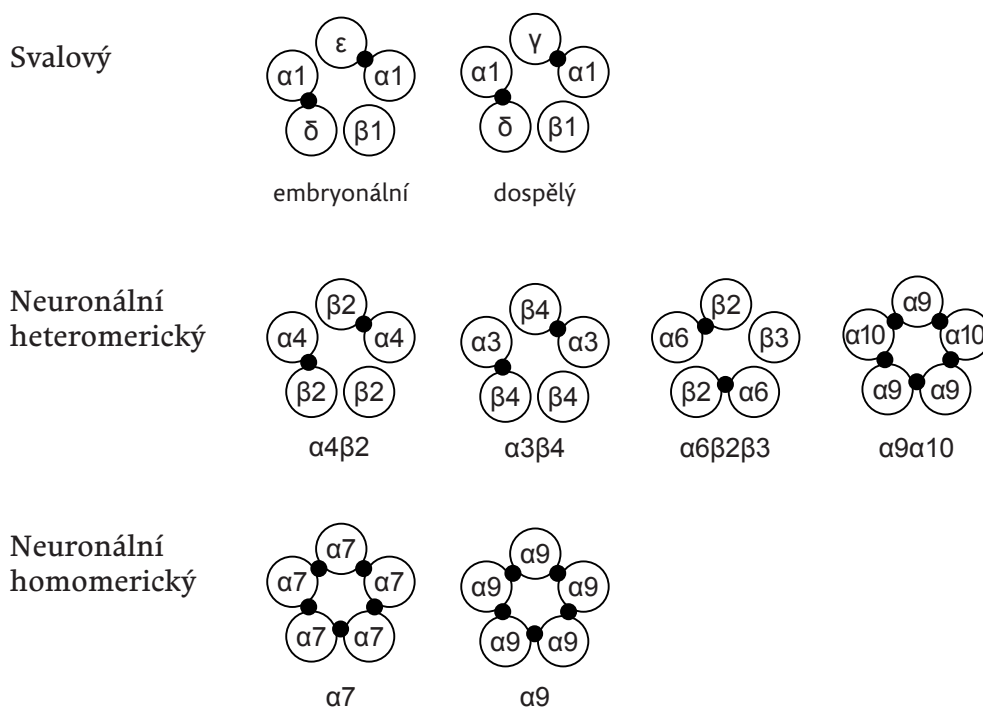 Svalový
ε
α1 α1
δ β1
embryonální
γ
α1 α1
δ β1
dospělý
Neuronální
heteromerický
β2
α4 α4
β2 β2
α4β2
β4
α3 α3
β4 β4
α3β4
β2
α6 β3
β2 α6
α6β2β3
α9
α10 α10
α9 α9
α9α10
Neuronální
homomerický
α7
α7 α7
α7 α7
α7
α9
α9 α9
α9 α9
α9